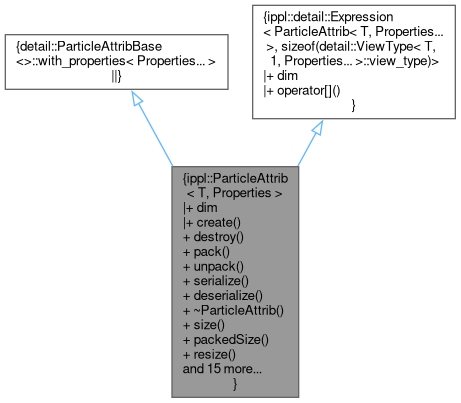 {detail::ParticleAttribBase
<>::with_properties< Properties... >
||}
{ippl::detail::Expression
< ParticleAttrib< T, Properties...
>, sizeof(detail::ViewType< T,
1, Properties... >::view_type)>
|+ dim
|+ operator[]()
}
{ippl::ParticleAttrib
< T, Properties >
|+ dim
|+ create()
+ destroy()
+ pack()
+ unpack()
+ serialize()
+ deserialize()
+ ~ParticleAttrib()
+ size()
+ packedSize()
+ resize()
and 15 more...
}